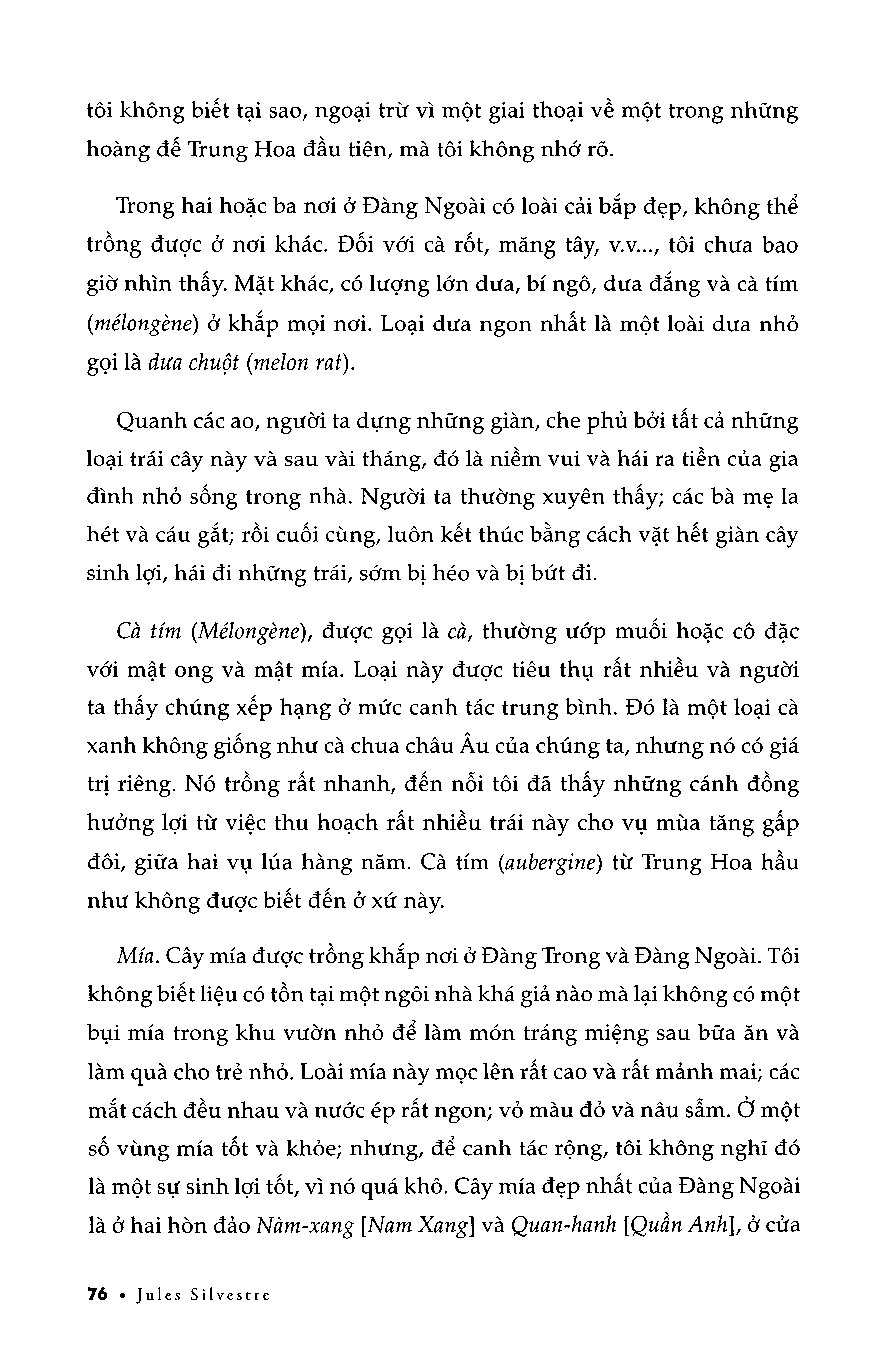 tôi không biết tại sao, ngoại trừ vì một giai thoại về một trong những
hoàng đế Trung Hoa đầu tiên, mà tôi không nhớ rõ.
Trong hai hoặc ba nơi ở Đàng Ngoài có loài cải bắp đẹp, không thể
trồng được ở nơi khác. Đối với cà rốt, măng tây, v.v..., tôi chưa bao
giờ nhìn thấy. Mặt khác, có lượng lớn dưa, bí ngô, dưa đắng và cà tím
(mélongène) ở khắp mọi nơi. Loại dưa ngon nhất là một loài dưa nhỏ
gọi là dưa chuột (melon rat).
Quanh các ao, người ta dựng những giàn, che phủ bởi tất cả những
loại trái cây này và sau vài tháng, đó là niềm vui và hái ra tiền của gia
đình nhỏ sống trong nhà. Người ta thường xuyên thấy; các bà mẹ la
hét và cáu gắt; rồi cuối cùng, luôn kết thúc bằng cách vặt hết giàn cây
sinh lợi, hái đi những trái, sớm bị héo và bị bứt đi.
Cà tím (Mélongène), được gọi là cà, thường ướp muối hoặc cô đặc
với mật ong và mật mía. Loại này được tiêu thụ rất nhiều và người
ta thấy chúng xếp hạng ở mức canh tác trung bình. Đó là một loại cà
xanh không giống như cà chua châu Âu của chúng ta, nhưng nó có giá
trị riêng. Nó trồng rất nhanh, đến nỗi tôi đã thấy những cánh đồng
hưởng lợi từ việc thu hoạch rất nhiều trái này cho vụ mùa tăng gấp
đôi, giữa hai vụ lúa hàng năm. Cà tím (aubergine) từ Trung Hoa hầu
như không được biết đến ở xứ này.
Mía. Cây mía được trồng khắp nơi ở Đàng Trong và Đàng Ngoài. Tôi
không biết liệu có tồn tại một ngôi nhà khá giả nào mà lại không có một
bụi mía trong khu vườn nhỏ để làm món tráng miệng sau bữa ăn và
làm quà cho trẻ nhỏ. Loài mía này mọc lên rất cao và rất mảnh mai; các
mắt cách đều nhau và nước ép rất ngon; vỏ màu đỏ và nâu sẫm. Ở một
số vùng mía tốt và khỏe; nhưng, để canh tác rộng, tôi không nghĩ đó
là một sự sinh lợi tốt, vì nó quá khô. Cây mía đẹp nhất của Đàng Ngoài
là ở hai hòn đảo Nàm-xang [Nam Xang] và Quan-hanh [Quần Anh], ở cửa
76 • Jules Silvestre